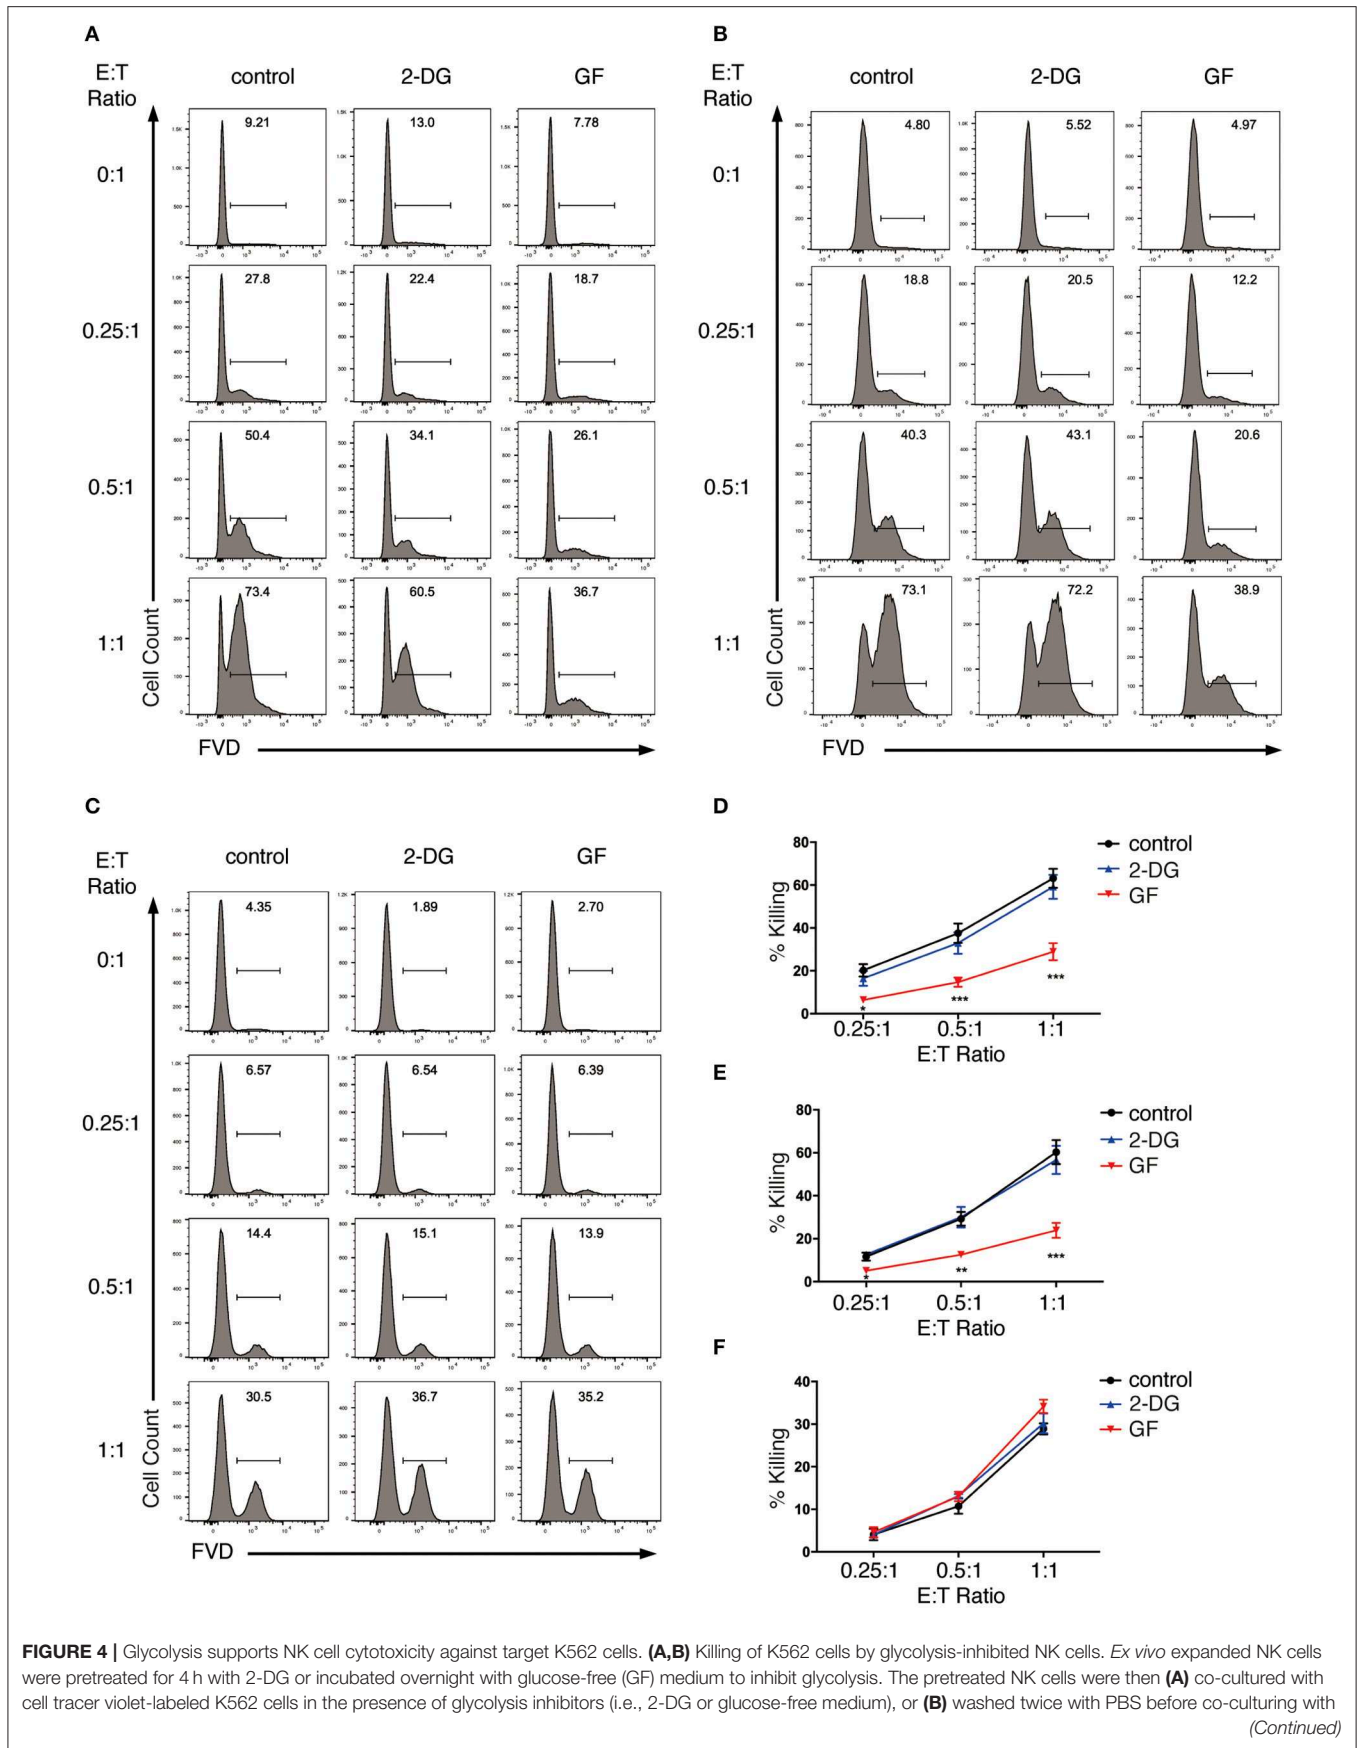 A
E:T Ratio
control 2-DG GF
0:1
9.21 13.0 7.78
0.25:1
27.8 22.4 18.7
0.5:1
50.4 34.1 26.1
1:1
73.4 60.5 36.7
Cell Count
FVD
B
E:T Ratio
control 2-DG GF
0:1
4.80 5.52 4.97
0.25:1
18.8 20.5 12.2
0.5:1
40.3 43.1 20.6
1:1
73.1 72.2 38.9
Cell Count
FVD
C
E:T Ratio
control 2-DG GF
0:1
4.35 1.89 2.70
0.25:1
6.57 6.54 6.39
0.5:1
14.4 15.1 13.9
1:1
30.5 36.7 35.2
Cell Count
FVD
D
% Killing
80
60
40
20
0
* *** ***
0.25:1 0.5:1 1:1
E:T Ratio
control
2-DG
GF
E
% Killing
80
60
40
20
0
* ** ***
0.25:1 0.5:1 1:1
E:T Ratio
control
2-DG
GF
F
% Killing
40
30
20
10
0
0.25:1 0.5:1 1:1
E:T Ratio
control
2-DG
GF
FIGURE 4 | Glycolysis supports NK cell cytotoxicity against target K562 cells. (A,B) Killing of K562 cells by glycolysis-inhibited NK cells. Ex vivo expanded NK cells
were pretreated for 4 h with 2-DG or incubated overnight with glucose-free (GF) medium to inhibit glycolysis. The pretreated NK cells were then (A) co-cultured with
cell tracer violet-labeled K562 cells in the presence of glycolysis inhibitors (i.e., 2-DG or glucose-free medium), or (B) washed twice with PBS before co-culturing with
(Continued)